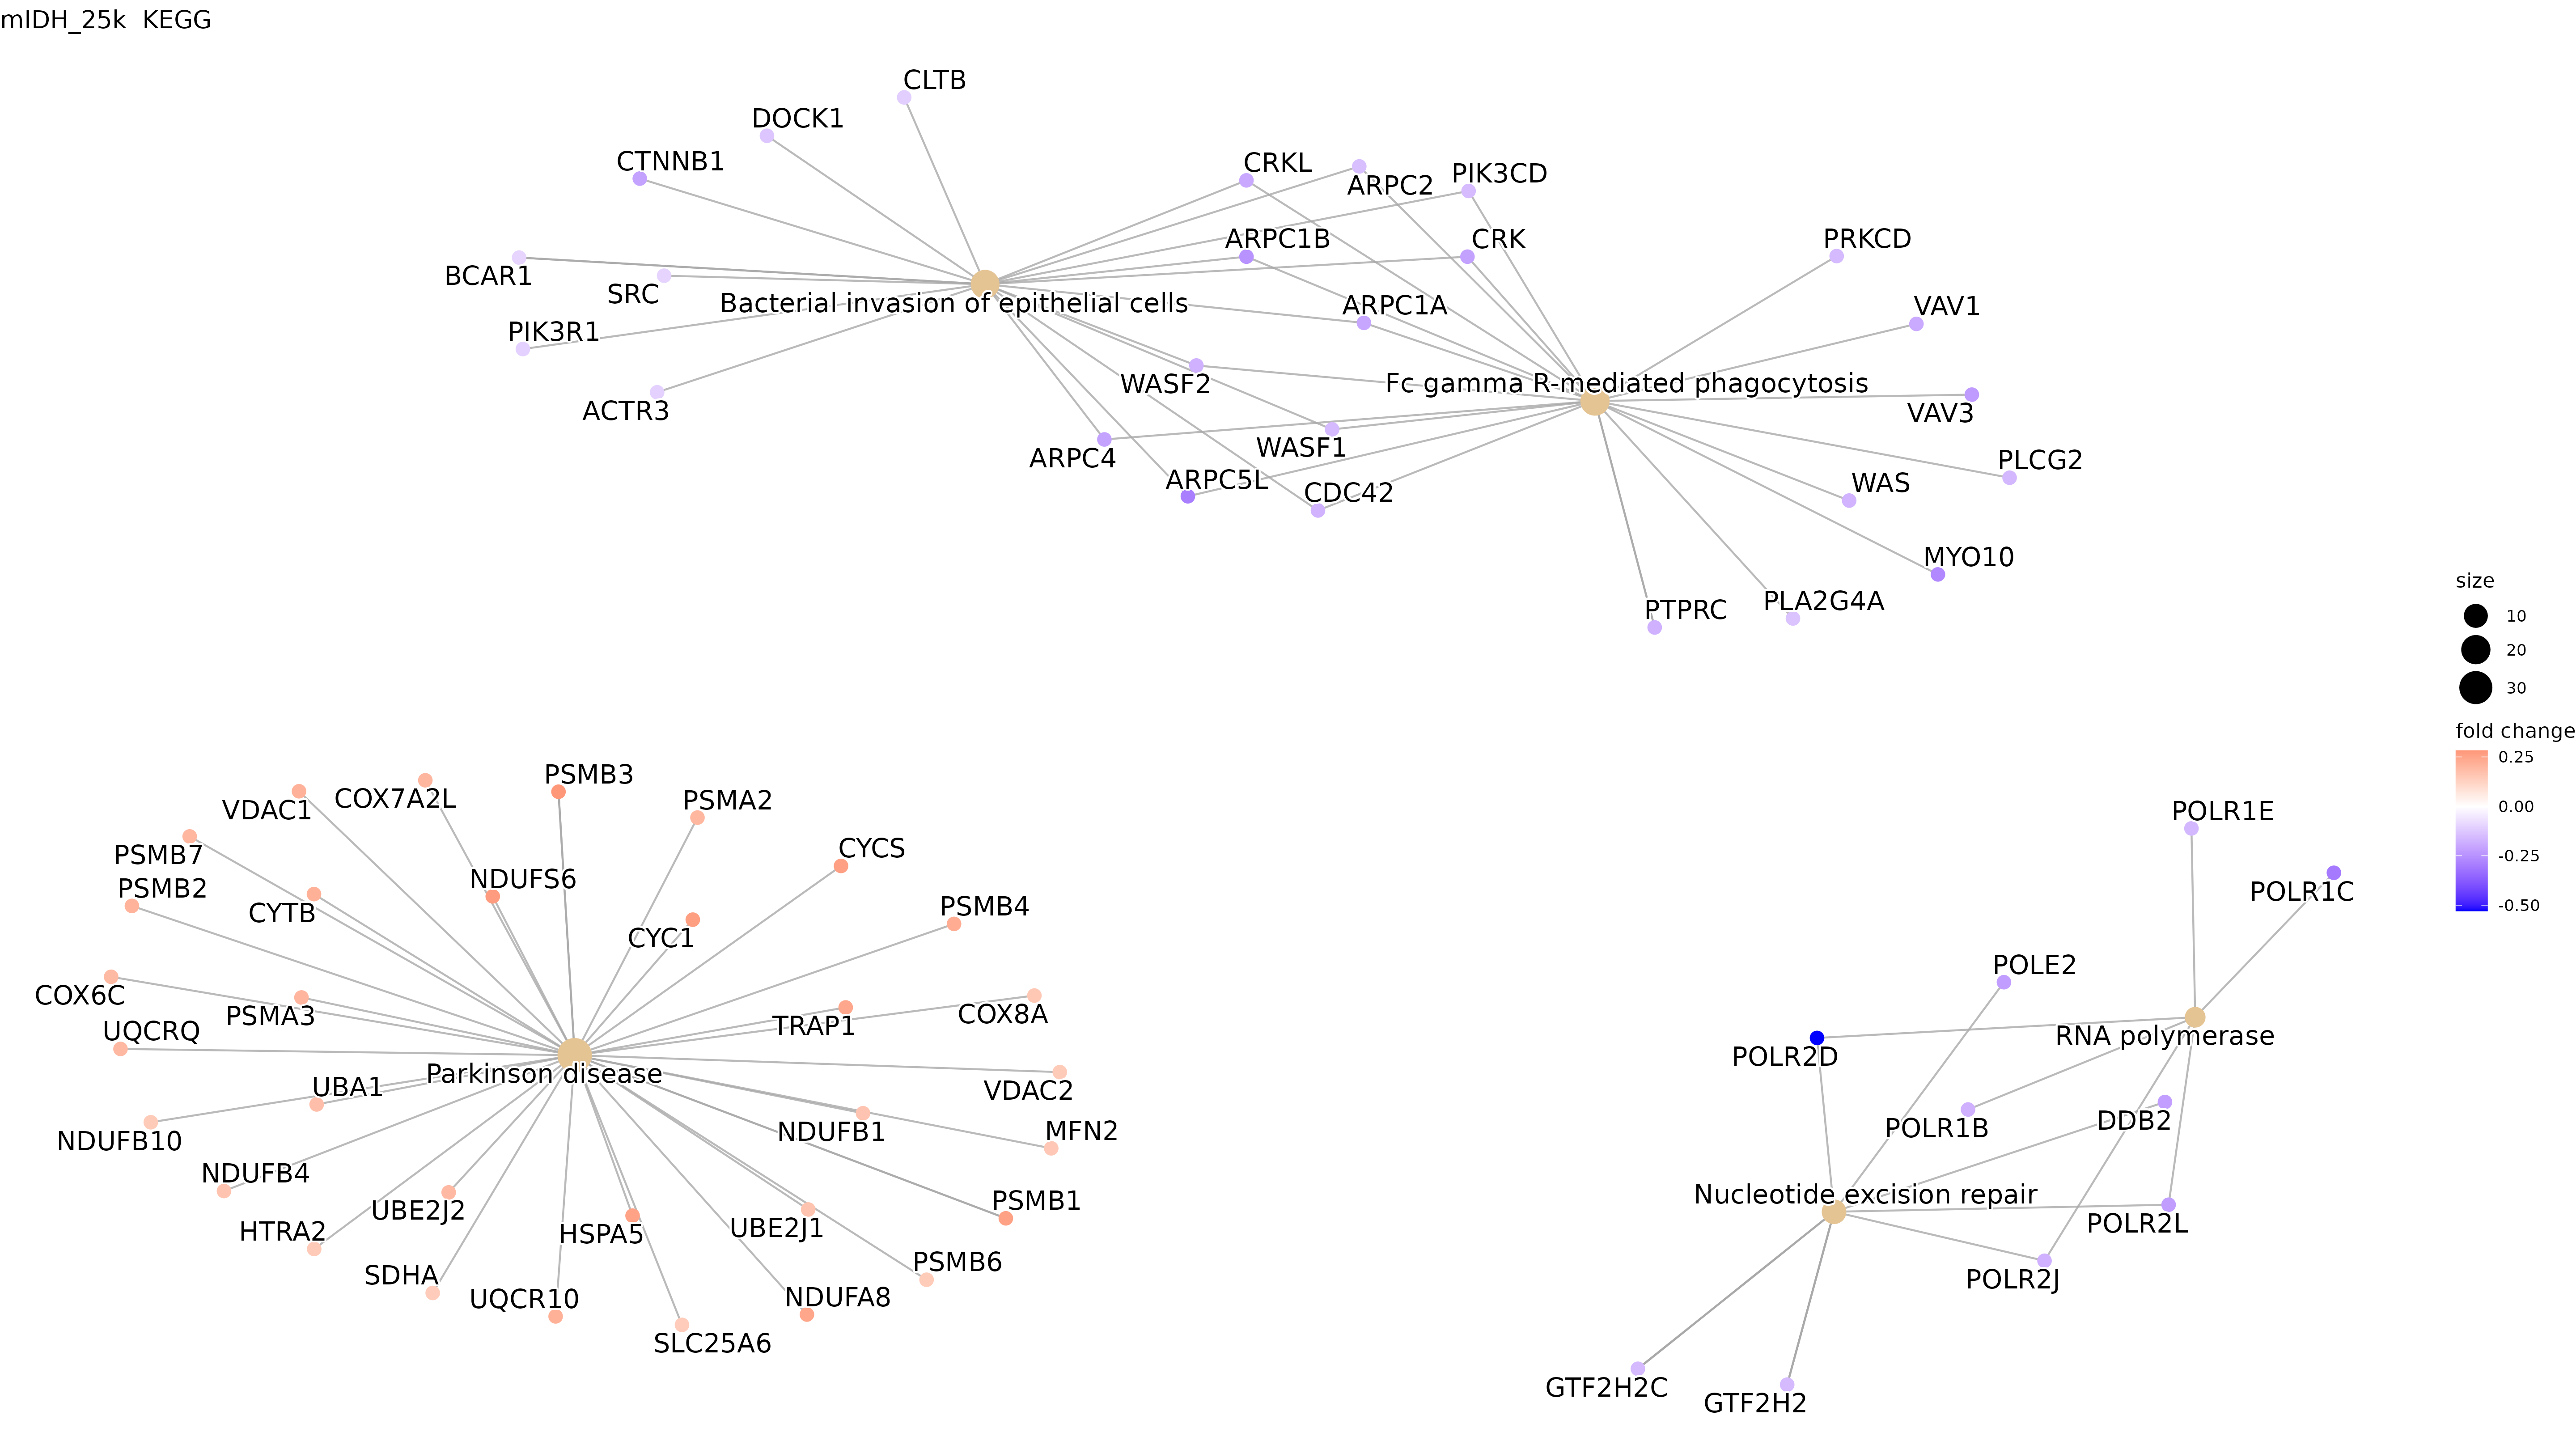 mIDH_25k  KEGG
CLTB
DOCK1
CTNNB1
CRKL
ARPC2
PIK3CD
BCAR1
SRC
ARPC1B
CRK
PRKCD
Bacterial invasion of epithelial cells
ARPC1A
VAV1
PIK3R1
ACTR3
WASF2
Fc gamma R-mediated phagocytosis
VAV3
ARPC4
WASF1
PLCG2
ARPC5L
CDC42
WAS
MYO10
PTPRC
PLA2G4A
size
10
20
30
fold change
0.25
0.00
-0.25
-0.50
PSMB3
VDAC1
COX7A2L
PSMA2
PSMB7
CYCS
PSMB2
CYTB
NDUFS6
CYC1
PSMB4
COX6C
PSMA3
UQCRQ
TRAP1
COX8A
Parkinson disease
UBA1
VDAC2
NDUFB10
NDUFB1
MFN2
NDUFB4
UBE2J2
HTRA2
HSPA5
UBE2J1
PSMB1
SDHA
UQCR10
PSMB6
NDUFA8
SLC25A6
POLR1E
POLR1C
POLE2
POLR2D
RNA polymerase
POLR1B
DDB2
Nucleotide excision repair
POLR2L
POLR2J
GTF2H2C
GTF2H2